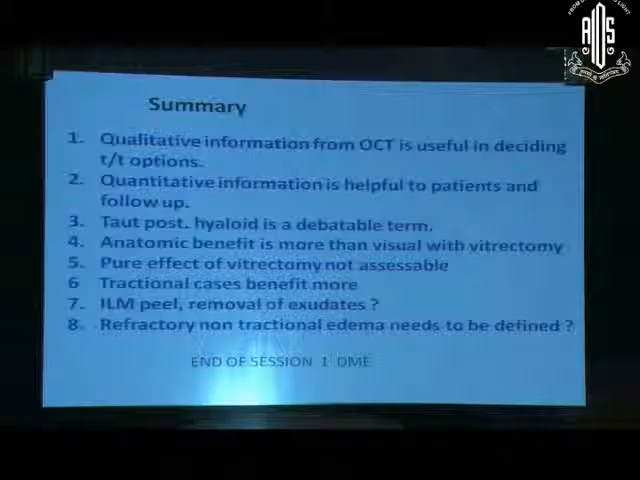 Summary
1. Qualitative information from OCT is useful in deciding
t/t options.
2. Quantitative information is helpful to patients and
follow up.
3. Taut post. hyaloid is a debatable term.
4. Anatomic benefit is more than visual with vitrectomy
5. Pure effect of vitrectomy not assessable
6 Tractional cases benefit more
7. ILM peel, removal of exudates ?
8. Refractory non tractional edema needs to be defined ?
END OF SESSION 1 DME